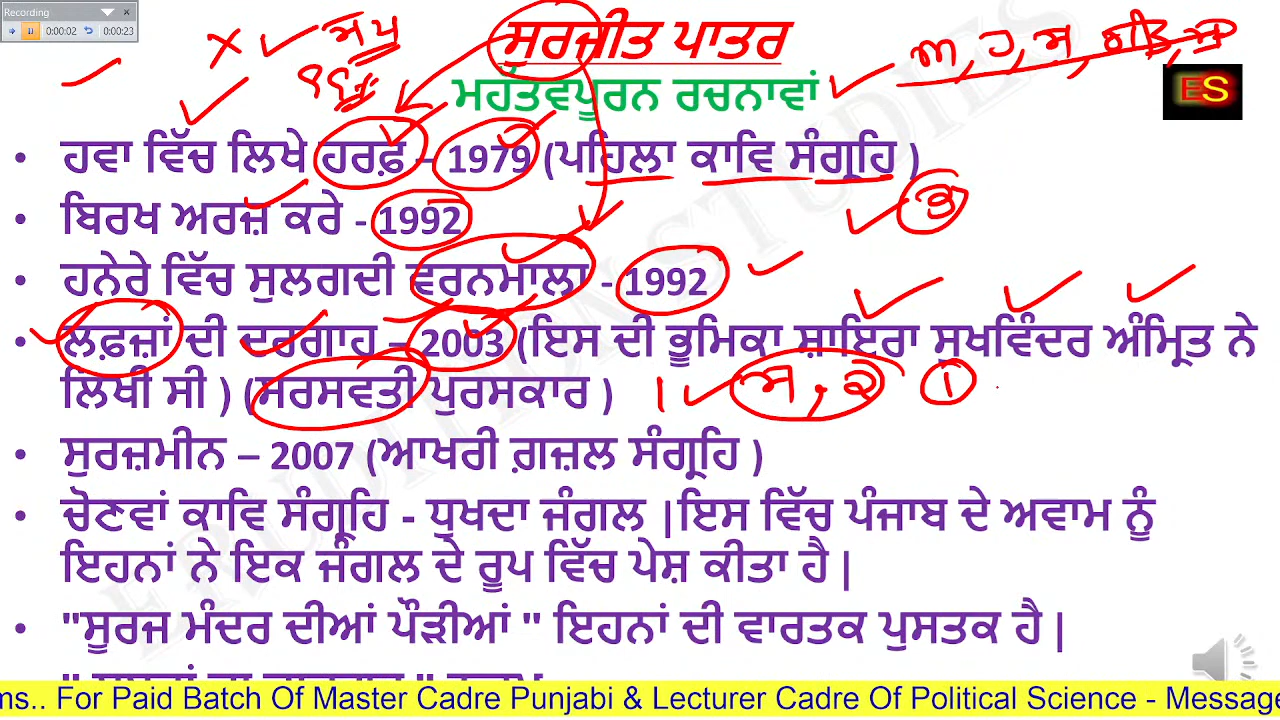 Recording
0:00:02 0:00:23
ਸੁਰਜੀਤ ਪਾਤਰ
ਮਹੱਤਵਪੂਰਨ ਰਚਨਾਵਾਂ
ES
• ਹਵਾ ਵਿੱਚ ਲਿਖੇ ਹਰਫ਼ – 1979 (ਪਹਿਲਾ ਕਾਵਿ ਸੰਗ੍ਰਹਿ )
• ਬਿਰਖ ਅਰਜ਼ ਕਰੇ - 1992
• ਹਨੇਰੇ ਵਿੱਚ ਸੁਲਗਦੀ ਵਰਨਮਾਲਾ - 1992
• ਲਫ਼ਜ਼ਾਂ ਦੀ ਦਰਗਾਹ – 2003 (ਇਸ ਦੀ ਭੂਮਿਕਾ ਸ਼ਾਇਰਾ ਸੁਖਵਿੰਦਰ ਅੰਮ੍ਰਿਤ ਨੇ
ਲਿਖੀ ਸੀ ) (ਸਰਸਵਤੀ ਪੁਰਸਕਾਰ )
• ਸੁਰਜ਼ਮੀਨ – 2007 (ਆਖਰੀ ਗ਼ਜ਼ਲ ਸੰਗ੍ਰਹਿ )
• ਚੋਣਵਾਂ ਕਾਵਿ ਸੰਗ੍ਰਹਿ - ਧੁਖਦਾ ਜੰਗਲ |ਇਸ ਵਿੱਚ ਪੰਜਾਬ ਦੇ ਅਵਾਮ ਨੂੰ
ਇਹਨਾਂ ਨੇ ਇਕ ਜੰਗਲ ਦੇ ਰੂਪ ਵਿੱਚ ਪੇਸ਼ ਕੀਤਾ ਹੈ |
• "ਸੂਰਜ ਮੰਦਰ ਦੀਆਂ ਪੌੜੀਆਂ " ਇਹਨਾਂ ਦੀ ਵਾਰਤਕ ਪੁਸਤਕ ਹੈ |
ms.. For Paid Batch Of Master Cadre Punjabi & Lecturer Cadre Of Political Science - Message